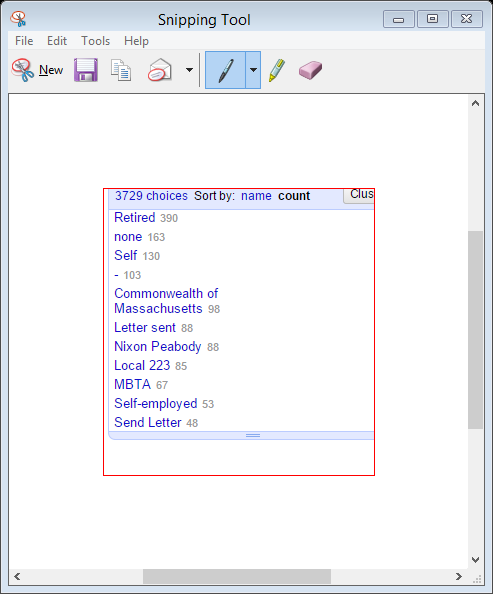 Snipping Tool
File Edit Tools Help
New
3729 choices Sort by: name count Clus
Retired 390
none 163
Self 130
- 103
Commonwealth of
Massachusetts 98
Letter sent 88
Nixon Peabody 88
Local 223 85
MBTA 67
Self-employed 53
Send Letter 48